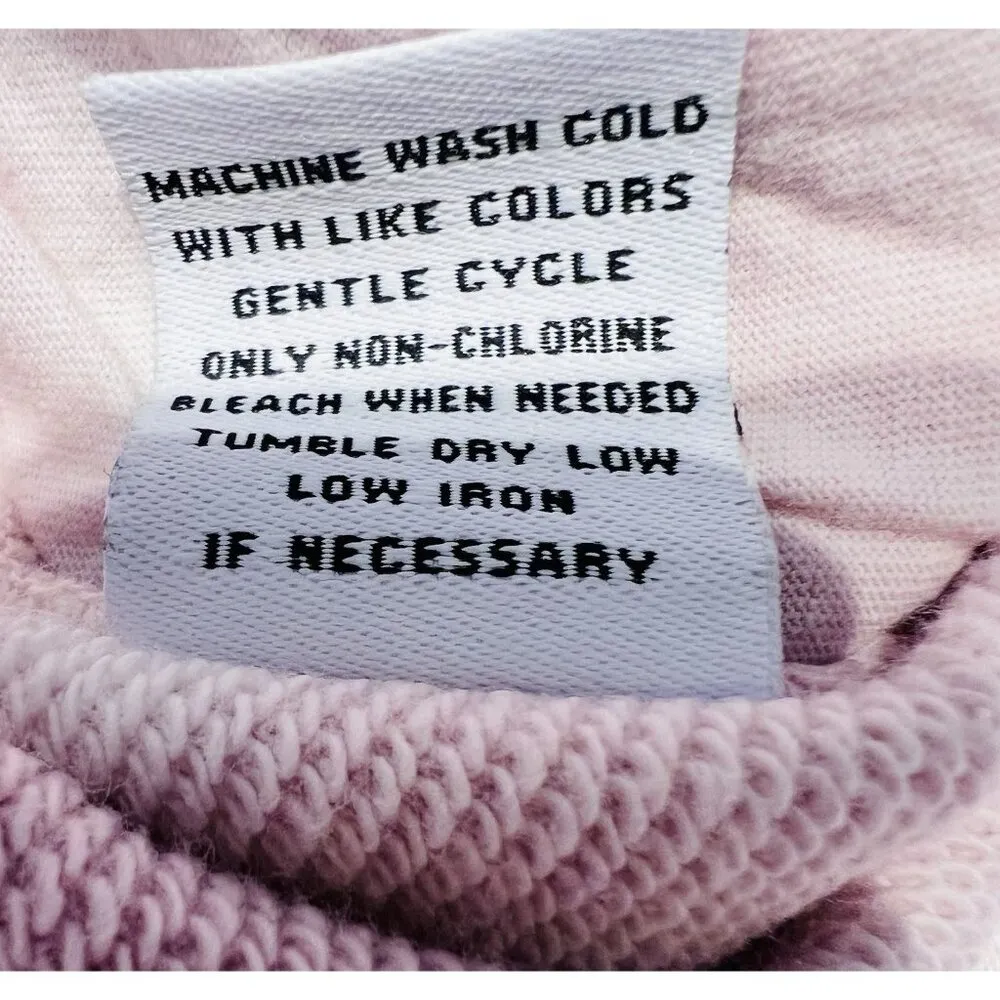 MACHINE WASH COLD
WITH LIKE COLORS
GENTLE CYCLE
ONLY NON-CHLORINE
BLEACH WHEN NEEDED
TUMBLE DRY LOW
LOW IRON
IF NECESSARY